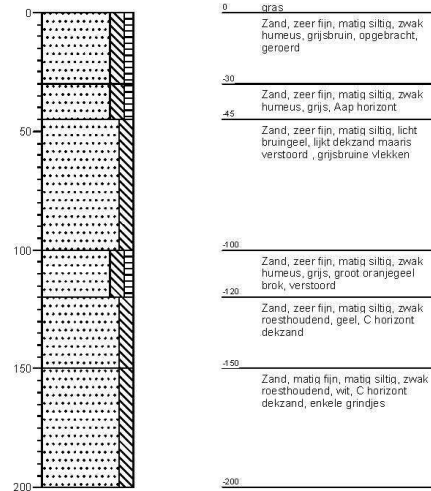 0
50
100
150
200
0 gras
Zand, zeer fijn, matig siltig, zwak
humeus, grijsbruin, opgebracht,
geroerd
-30
Zand, zeer fijn, matig siltig, zwak
humeus, grijs, Aap horizont
-45
Zand, zeer fijn, matig siltig, licht
bruingeel, lijkt dekzand maaris
verstoord , grijsbruine vlekken
-100
Zand, zeer fijn, matig siltig, zwak
humeus, grijs, groot oranjegeel
brok, verstoord
-120
Zand, zeer fijn, matig siltig, zwak
roesthoudend, geel, C horizont
dekzand
-150
Zand, matig fijn, matig siltig, zwak
roesthoudend, wit, C horizont
dekzand, enkele grindjes
-200